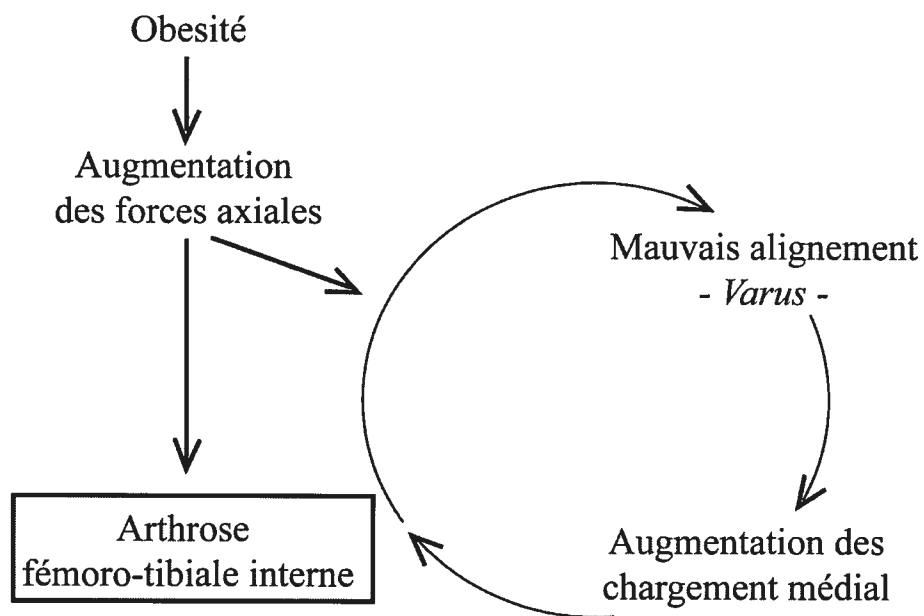 Obesité
Augmentation
des forces axiales
Mauvais alignement
- Varus -
Arthrose
fémoro-tibiale interne
Augmentation des
chargement médial